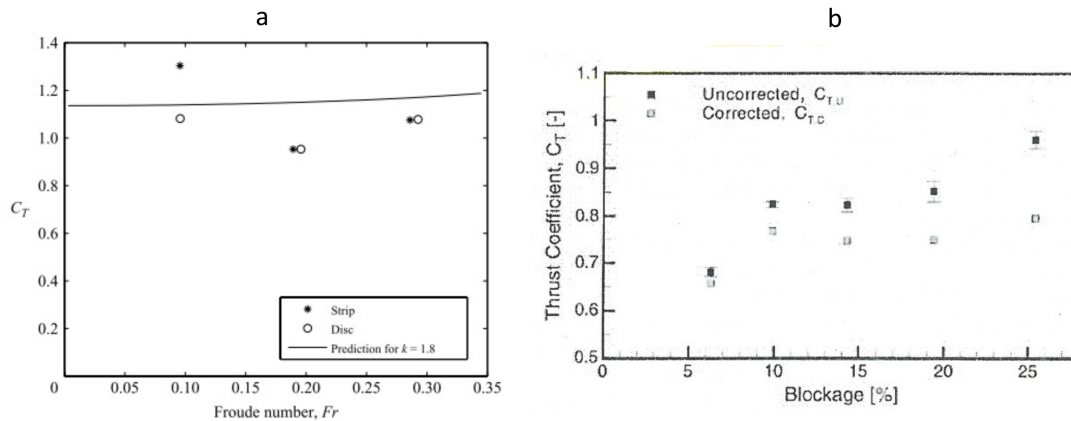 a
1.4
1.2
1.0
0.8
C_T
0.6
0.4
0.2
0
0.05
0.10
0.15
0.20
0.25
0.30
0.35
Froude number, Fr
Strip
Disc
Prediction for k = 1.8
b
1.1
1
0.9
0.8
0.7
0.6
0.5
Thrust Coefficient, C_T [-]
Uncorrected, C_T,U
Corrected, C_T,C
0
5
10
15
20
25
Blockage [%]